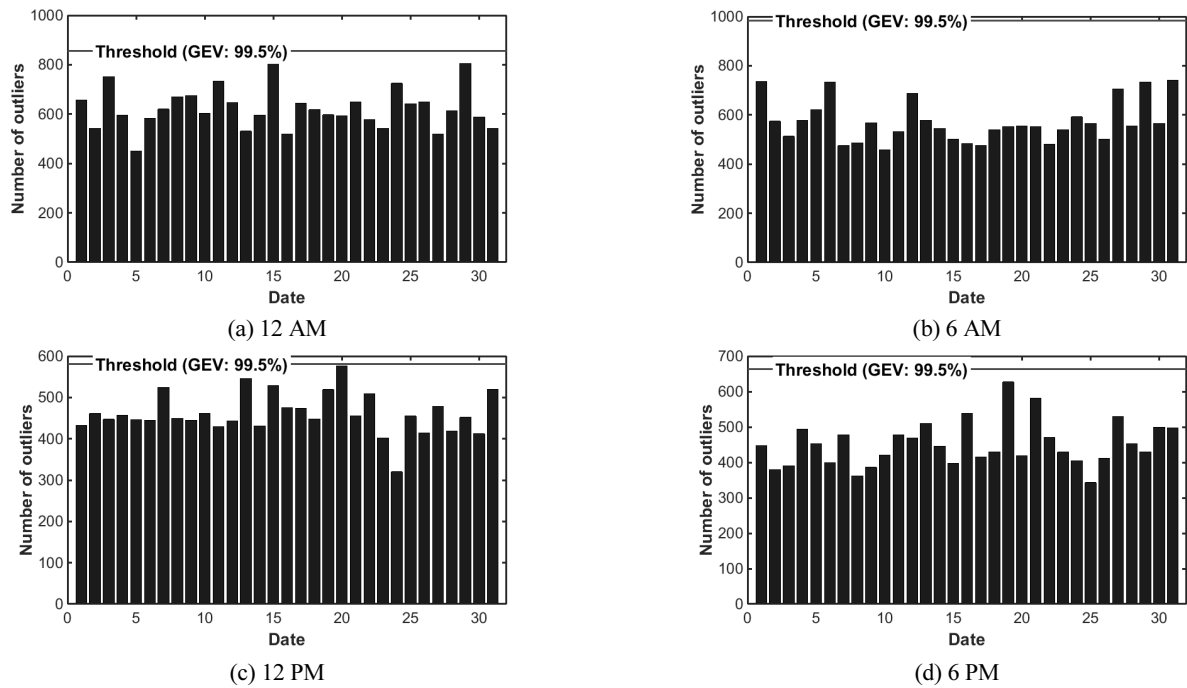 1000
800
600
400
200
0
Number of outliers
Threshold (GEV: 99.5%)
0 5 10 15 20 25 30
Date
(a) 12 AM
1000
800
600
400
200
0
Number of outliers
Threshold (GEV: 99.5%)
0 5 10 15 20 25 30
Date
(b) 6 AM
600
500
400
300
200
100
0
Number of outliers
Threshold (GEV: 99.5%)
0 5 10 15 20 25 30
Date
(c) 12 PM
700
600
500
400
300
200
100
0
Number of outliers
Threshold (GEV: 99.5%)
0 5 10 15 20 25 30
Date
(d) 6 PM